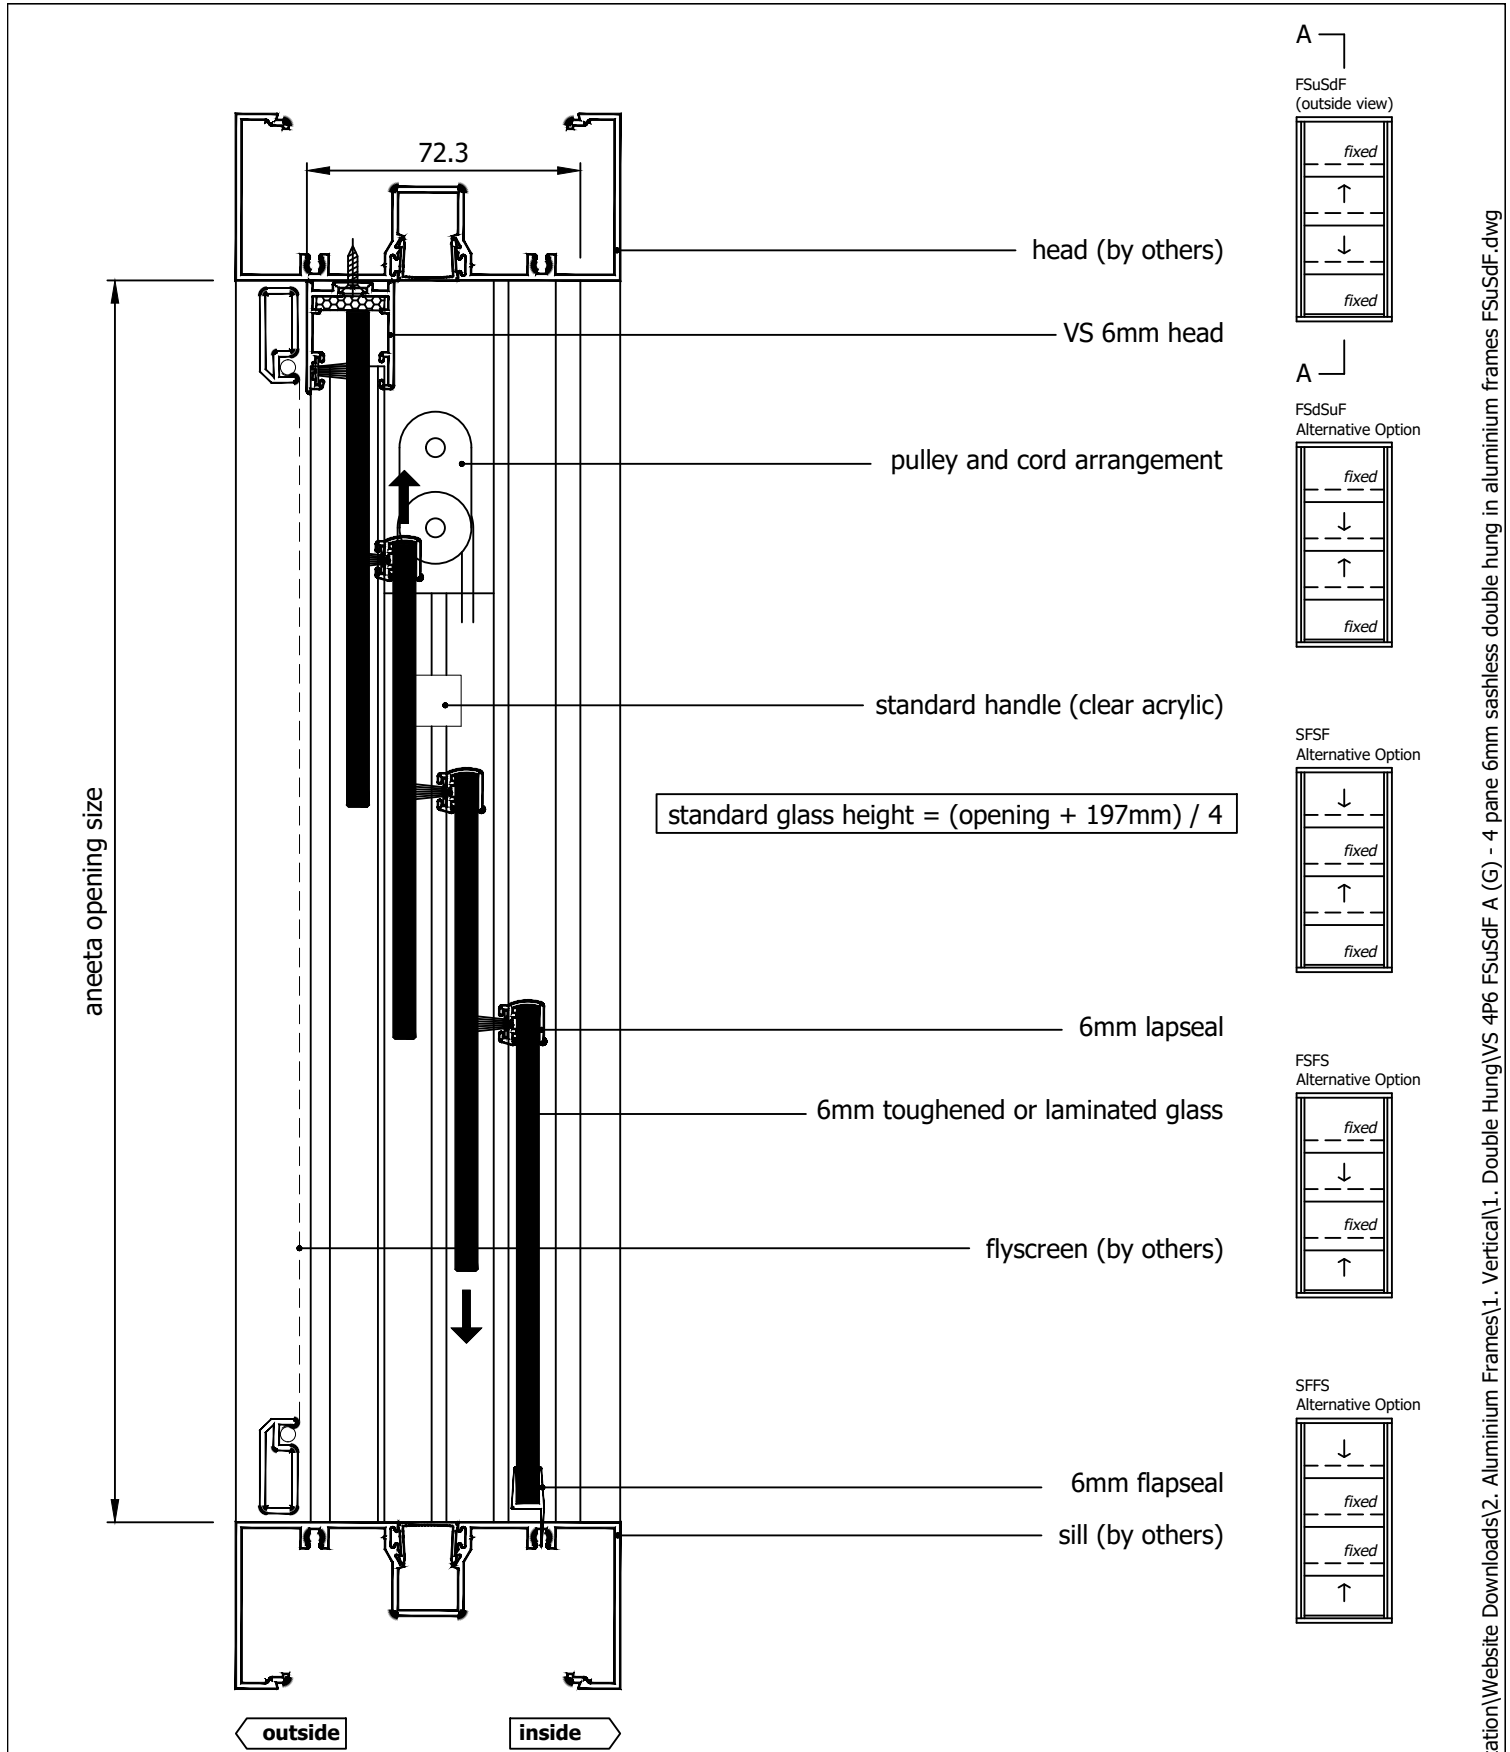 A
FSuSdF
(outside view)
fixed
fixed
A
72.3
head (by others)
VS 6mm head
pulley and cord arrangement
standard handle (clear acrylic)
standard glass height = (opening + 197mm) / 4
6mm lapseal
6mm toughened or laminated glass
flyscreen (by others)
6mm flapseal
sill (by others)
aneeta opening size
outside
inside
FSdSuF
Alternative Option
fixed
fixed
SFSF
Alternative Option
fixed
fixed
FSFS
Alternative Option
fixed
fixed
SFFS
Alternative Option
fixed
fixed
ation\Website Downloads\2. Aluminium Frames\1. Vertical\1. Double Hung\VS 4P6 FSuSdF A (G) - 4 pane 6mm sashless double hung in aluminium frames FSuSdF.dwg